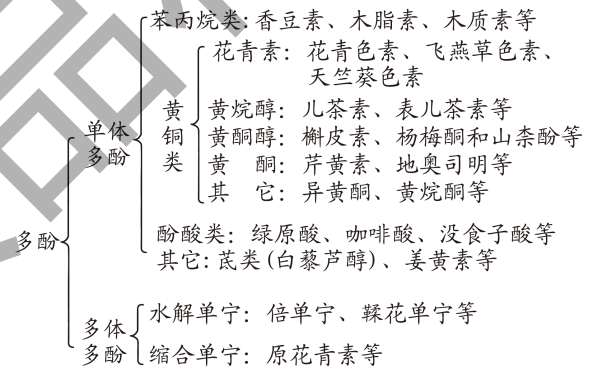 苯丙烷类:香豆素、木脂素、木质素等
花青素：花青色素、飞燕草色素、
天竺葵色素
单体
多酚
黄
铜
类
黄烷醇：儿茶素、表儿茶素等
黄酮醇：槲皮素、杨梅酮和山柰酚等
黄 酮：芹黄素、地奥司明等
其 它：异黄酮、黄烷酮等
多酚
酚酸类：绿原酸、咖啡酸、没食子酸等
其它:芪类(白藜芦醇)、姜黄素等
多体
多酚
水解单宁：倍单宁、鞣花单宁等
缩合单宁：原花青素等